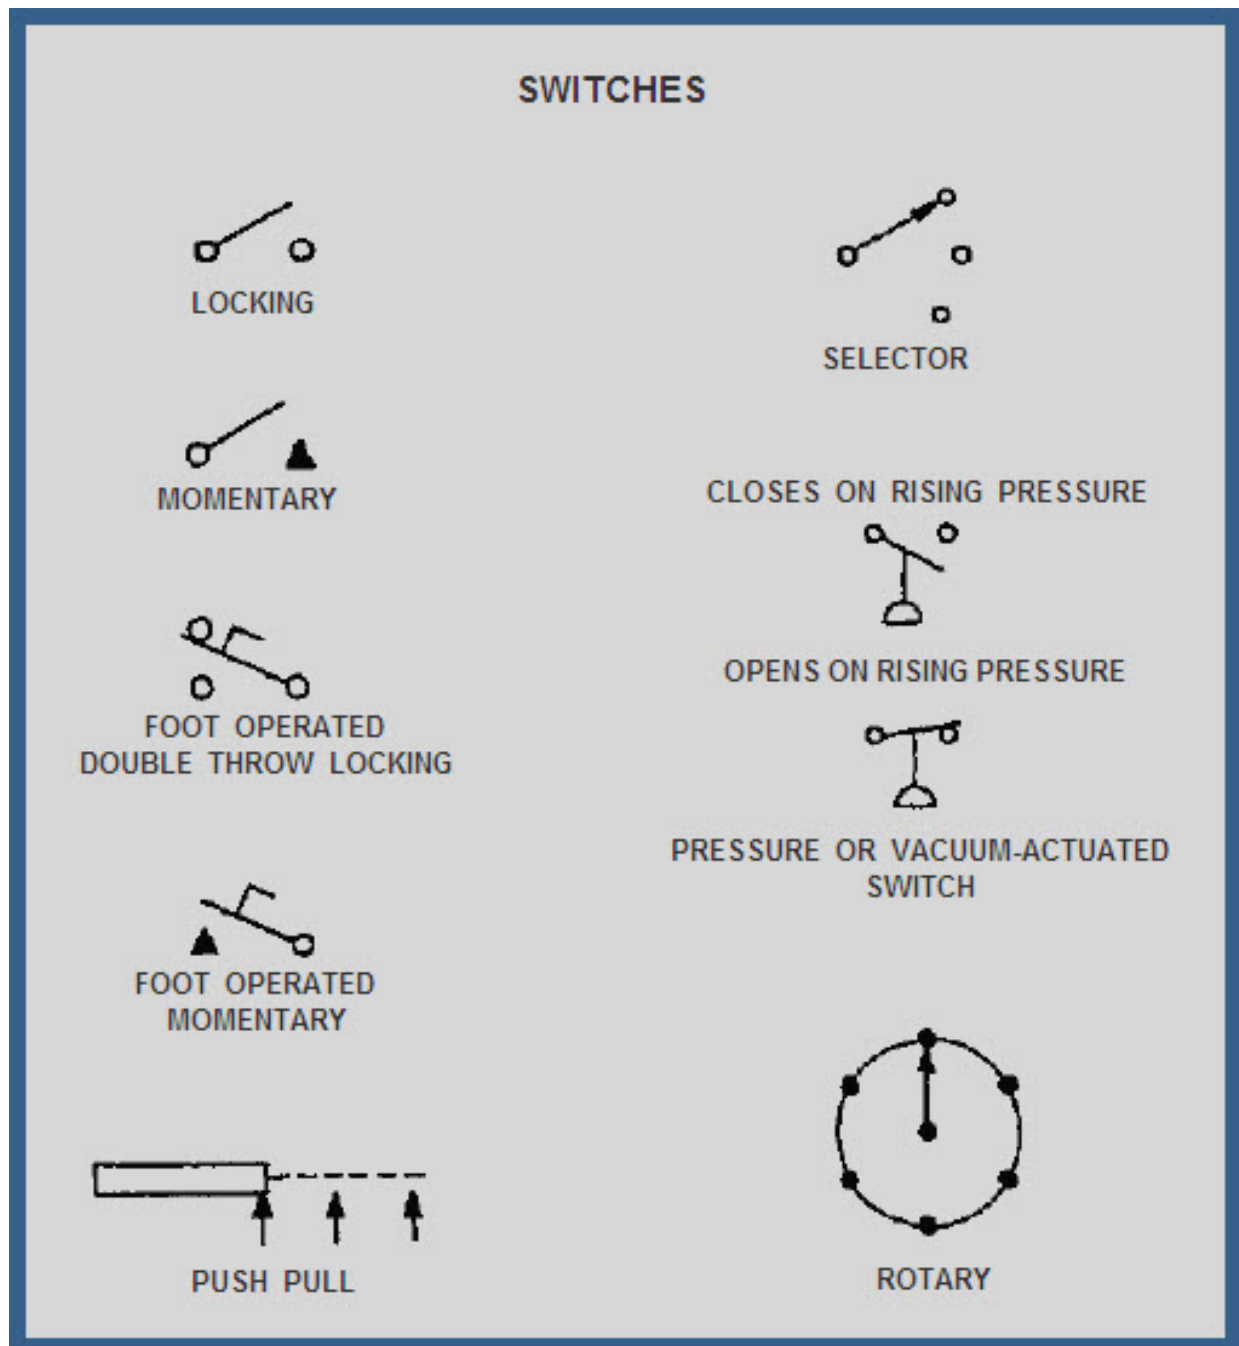 SWITCHES
LOCKING
MOMENTARY
FOOT OPERATED
DOUBLE THROW LOCKING
FOOT OPERATED
MOMENTARY
PUSH PULL
SELECTOR
CLOSES ON RISING PRESSURE
OPENS ON RISING PRESSURE
PRESSURE OR VACUUM-ACTUATED
SWITCH
ROTARY